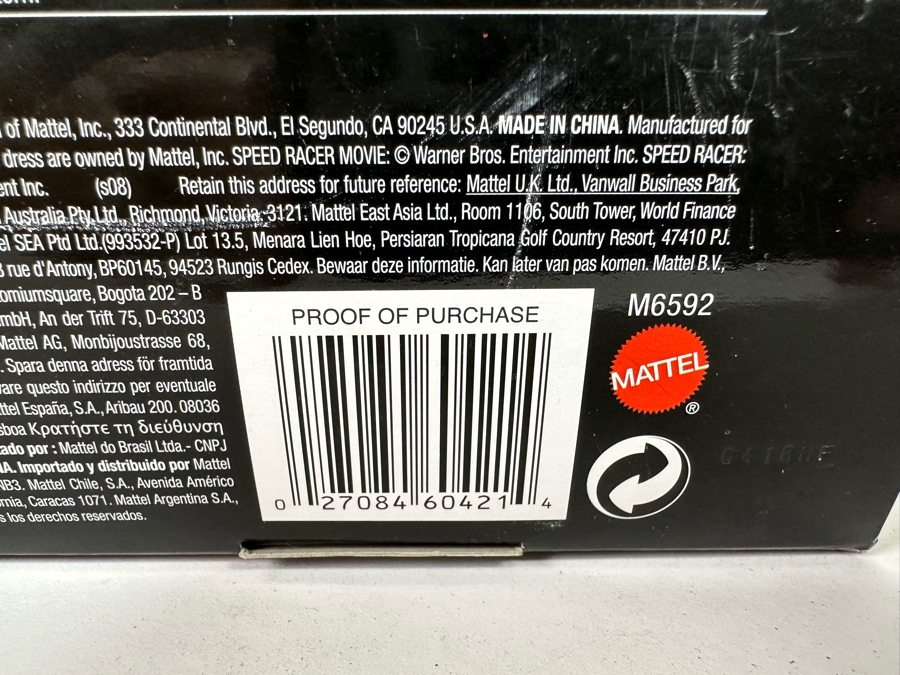 of Mattel, Inc., 333 Continental Blvd., El Segundo, CA 90245 U.S.A. MADE IN CHINA. Manufactured for
dress are owned by Mattel, Inc. SPEED RACER MOVIE: © Warner Bros. Entertainment Inc. SPEED RACER:
ent Inc. (s08) Retain this address for future reference: Mattel U.K. Ltd., Vanwall Business Park,
Australia Pty. Ltd., Richmond, Victoria. 3121. Mattel East Asia Ltd., Room 1106, South Tower, World Finance
el SEA Ptd Ltd.(993532-P) Lot 13.5, Menara Lien Hoe, Persiaran Tropicana Golf Country Resort, 47410 PJ.
rue d'Antony, BP60145, 94523 Rungis Cedex. Bewaar deze informatie. Kan later van pas komen. Mattel B.V.,
omiumsquare, Bogota 202 – B
mbH, An der Trift 75, D-63303
Mattel AG, Monbijoustrasse 68,
. Spara denna adress för framtida
vare questo indirizzo per eventuale
ttel España, S.A., Aribau 200. 08036
sboa Κρατήστε τη διεύθυνση
ado por : Mattel do Brasil Ltda.- CNPJ
A. Importado y distribuido por Mattel
NB3. Mattel Chile, S.A., Avenida Américo
rnia, Caracas 1071. Mattel Argentina S.A.,
s los derechos reservados.
PROOF OF PURCHASE
0 27084 60421 4
M6592
MATTEL
®